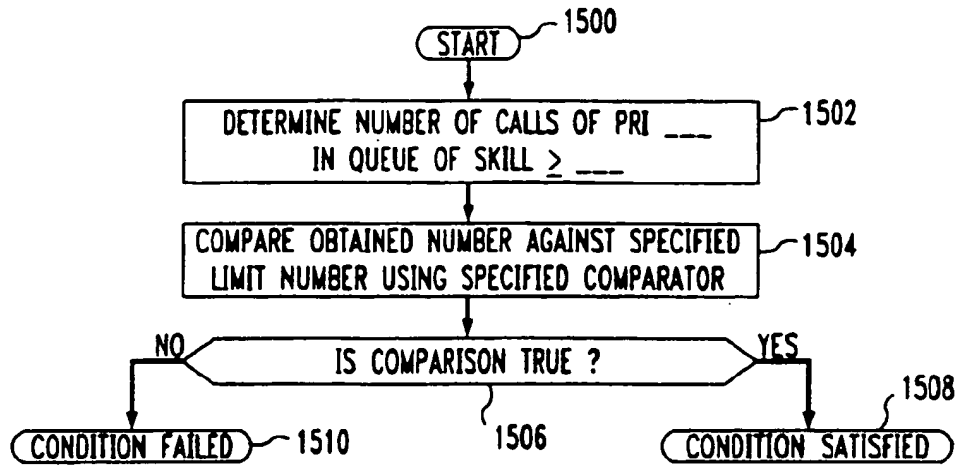 START
1500
DETERMINE NUMBER OF CALLS OF PRI ___
IN QUEUE OF SKILL ≥ ___
1502
COMPARE OBTAINED NUMBER AGAINST SPECIFIED
LIMIT NUMBER USING SPECIFIED COMPARATOR
1504
NO
IS COMPARISON TRUE ?
YES
1506
CONDITION FAILED
1510
CONDITION SATISFIED
1508